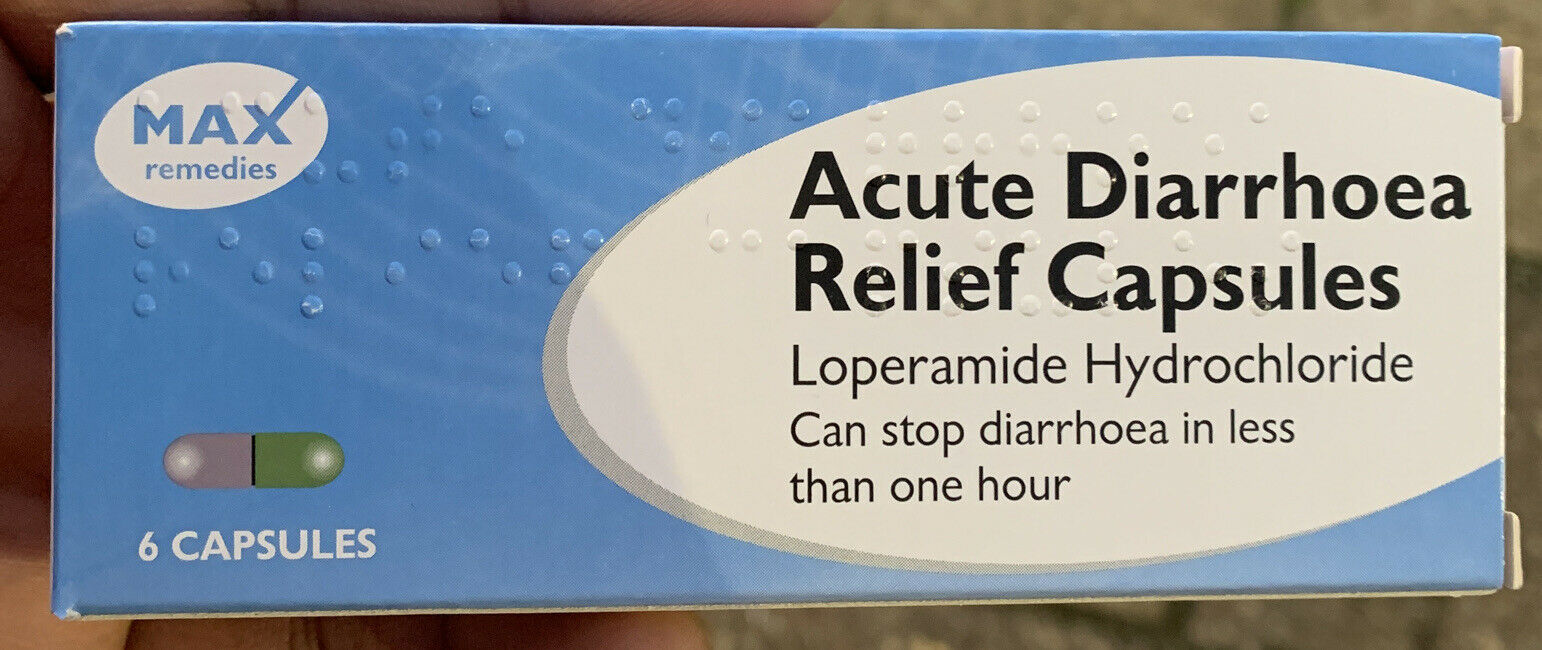 MAX
remedies
Acute Diarrhoea
Relief Capsules
Loperamide Hydrochloride
Can stop diarrhoea in less
than one hour
6 CAPSULES